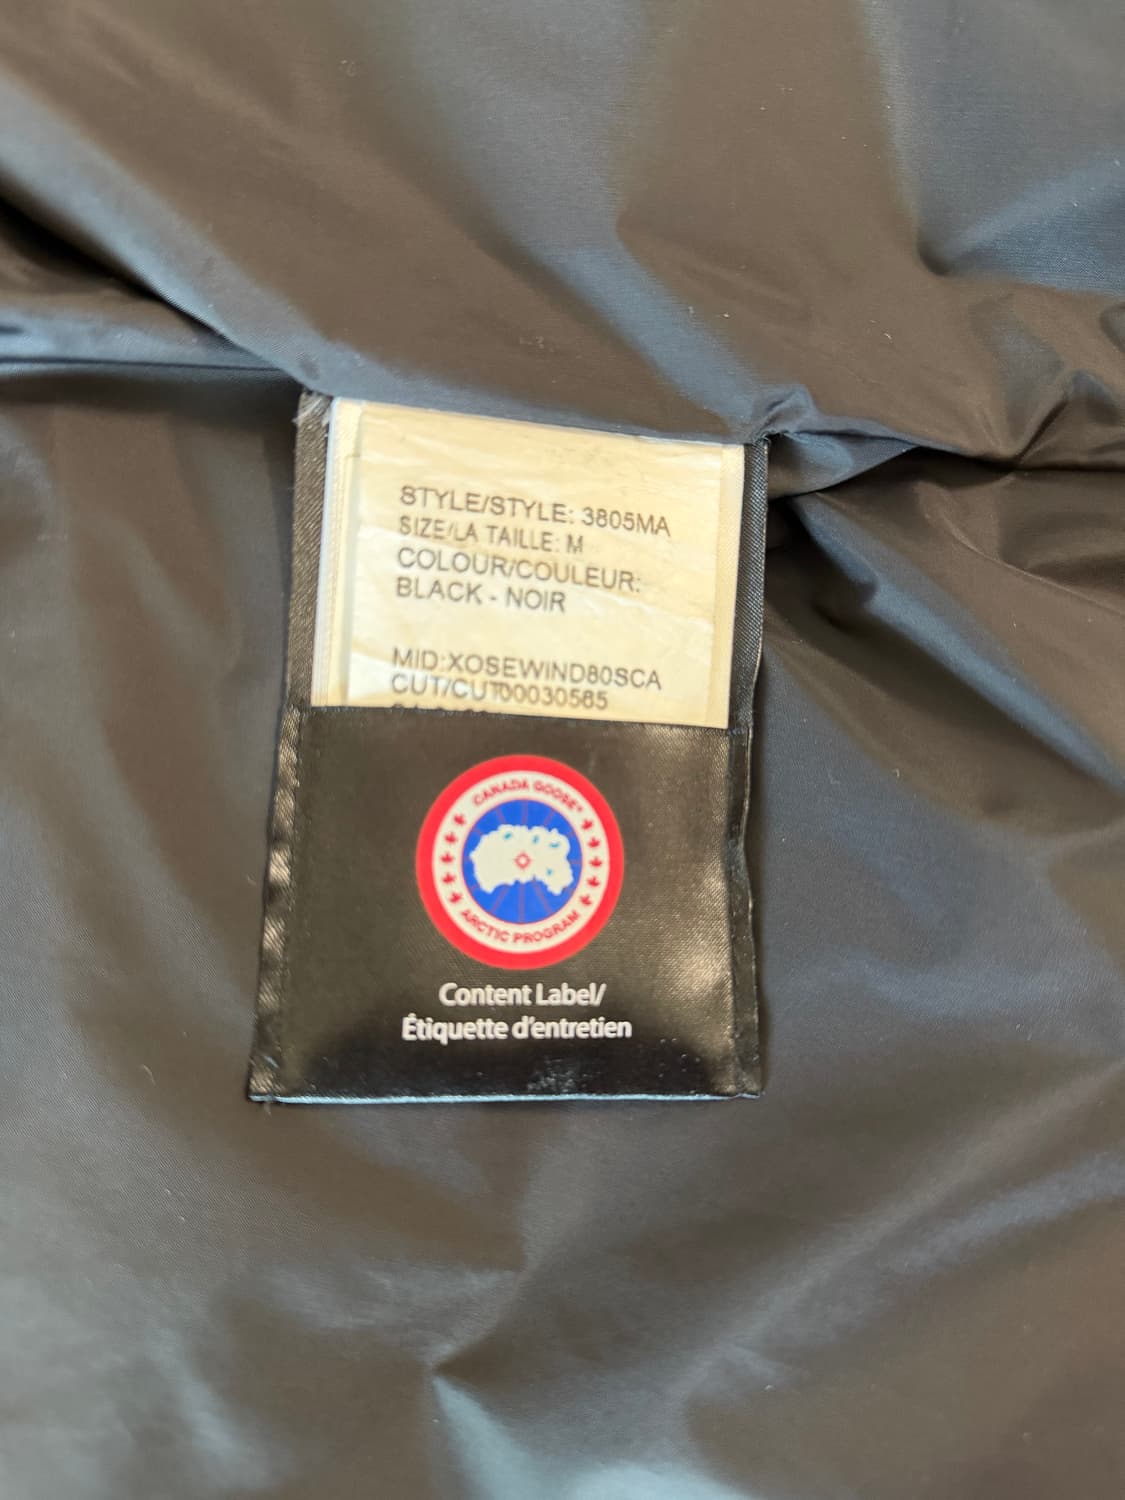 STYLE/STYLE: 3805MA
SIZE/LA TAILLE: M
COLOUR/COULEUR:
BLACK - NOIR
MID:XOSEWIND80SCA
CUT/CUT00030585
CANADA GOOSE
ARCTIC PROGRAM
Content Label/
Étiquette d'entretien